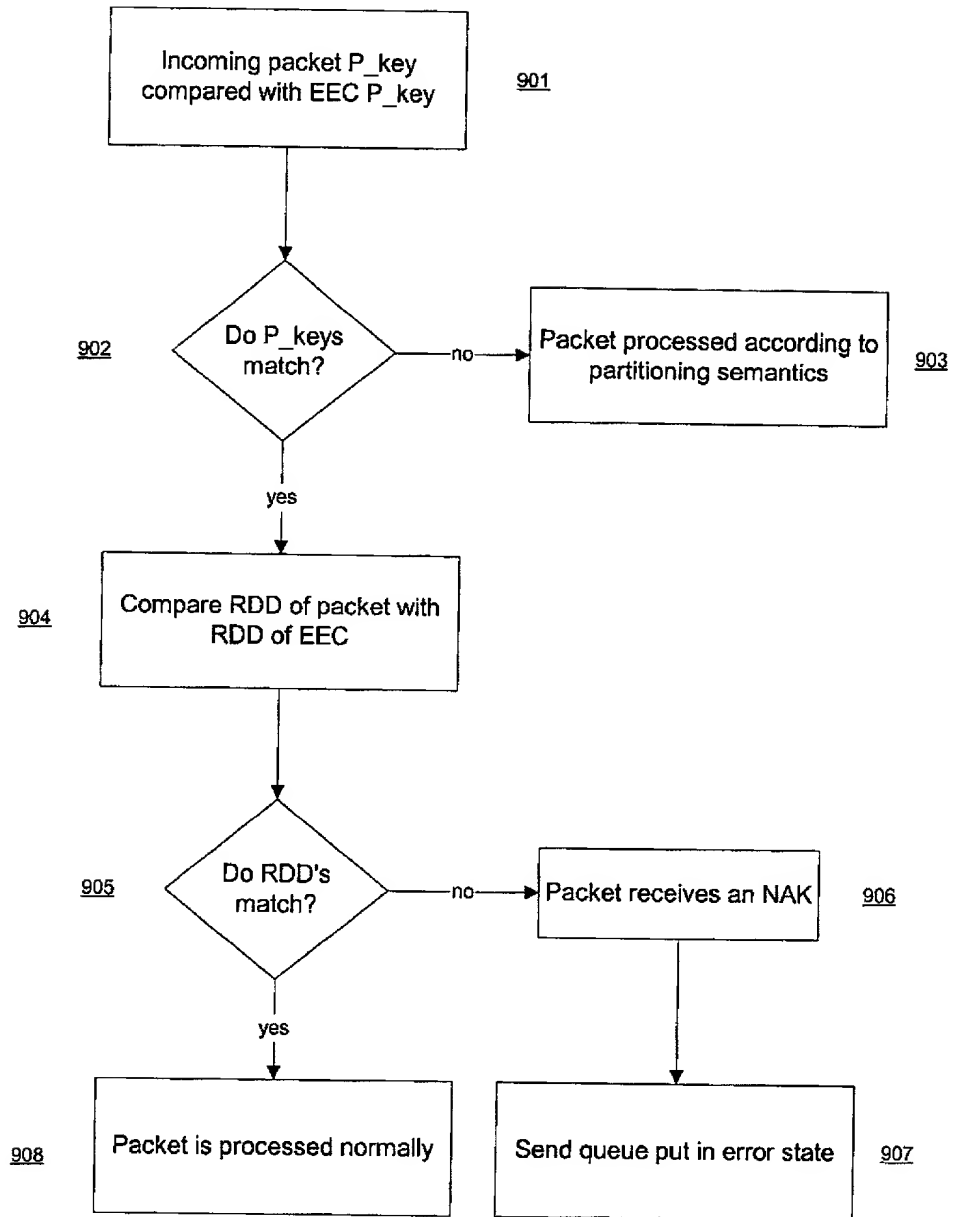 Incoming packet P_key
compared with EEC P_key
901
902
Do P_keys
match?
no
Packet processed according to
partitioning semantics
903
yes
904
Compare RDD of packet with
RDD of EEC
905
Do RDD's
match?
no
Packet receives an NAK
906
yes
908
Packet is processed normally
Send queue put in error state
907